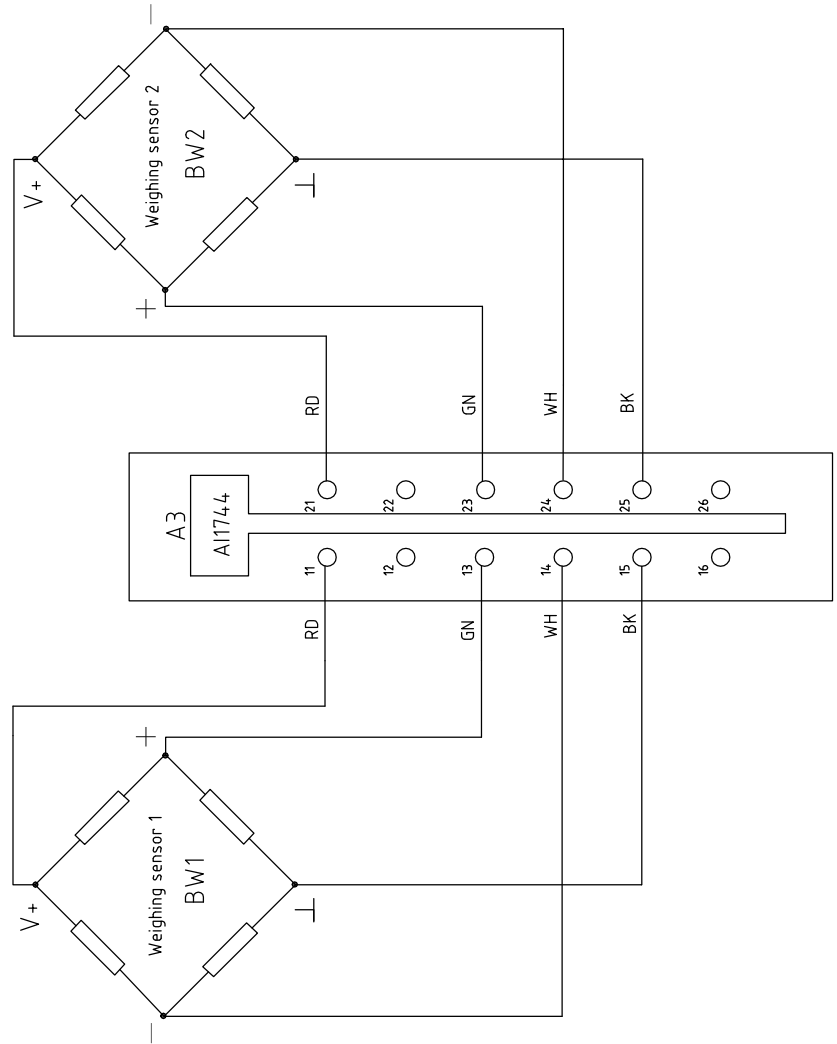 —
V+
Weighing sensor 2
BW2
⊥
+
RD
GN
WH
BK
A3
AI1744
21
22
23
24
25
26
11
12
13
14
15
16
RD
GN
WH
BK
+
V+
Weighing sensor 1
BW1
⊥
—